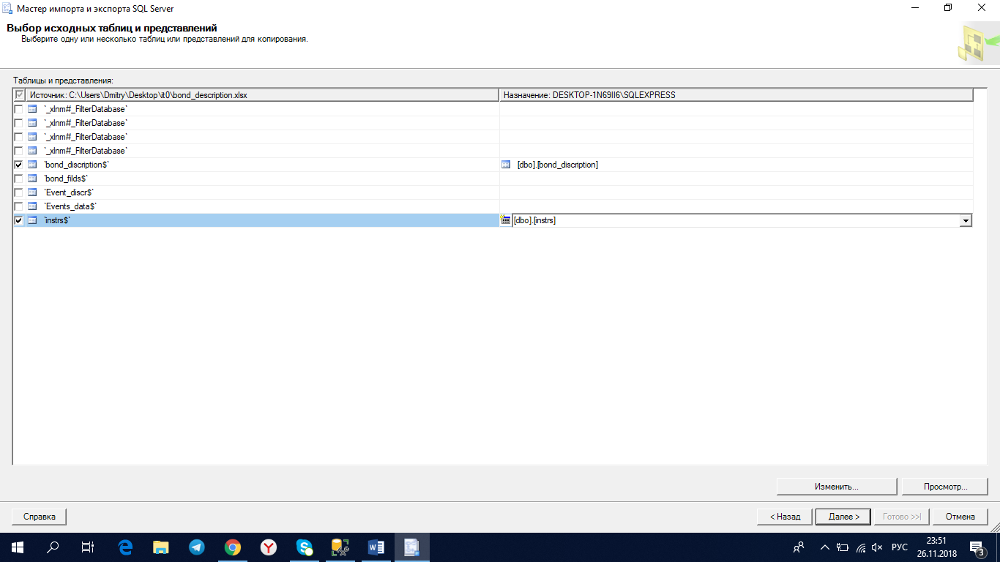 Мастер импорта и экспорта SQL Server
Выбор исходных таблиц и представлений
Выберите одну или несколько таблиц или представлений для копирования.
Таблицы и представления:
Источник: C:\Users\Dmitry\Desktop\it0\bond_description.xlsx Назначение: DESKTOP-1N69II6\SQLEXPRESS
`_xlnm#_FilterDatabase`
`_xlnm#_FilterDatabase`
`_xlnm#_FilterDatabase`
`_xlnm#_FilterDatabase`
`bond_discription$` [dbo].[bond_discription]
`bond_filds$`
`Event_discr$`
`Events_data$`
`instrs$` [dbo].[instrs]
Изменить... Просмотр...
Справка < Назад Далее > Готово >>| Отмена
РУС 23:51
26.11.2018 3